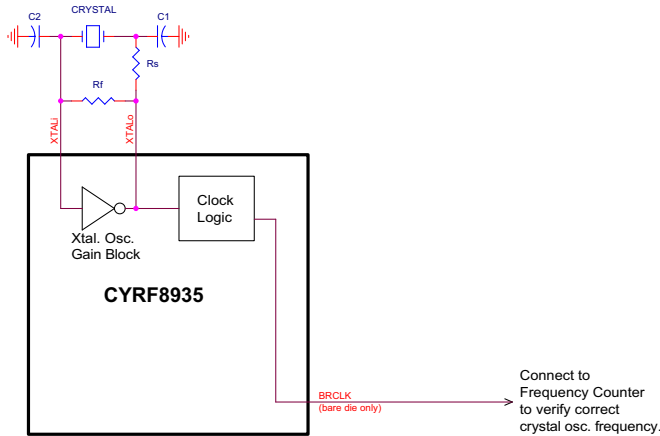 CRYSTAL
C2
C1
Rs
Rf
XTALi
XTALo
Clock
Logic
Xtal. Osc.
Gain Block
CYRF8935
BRCLK
(bare die only)
Connect to
Frequency Counter
to verify correct
crystal osc. frequency.